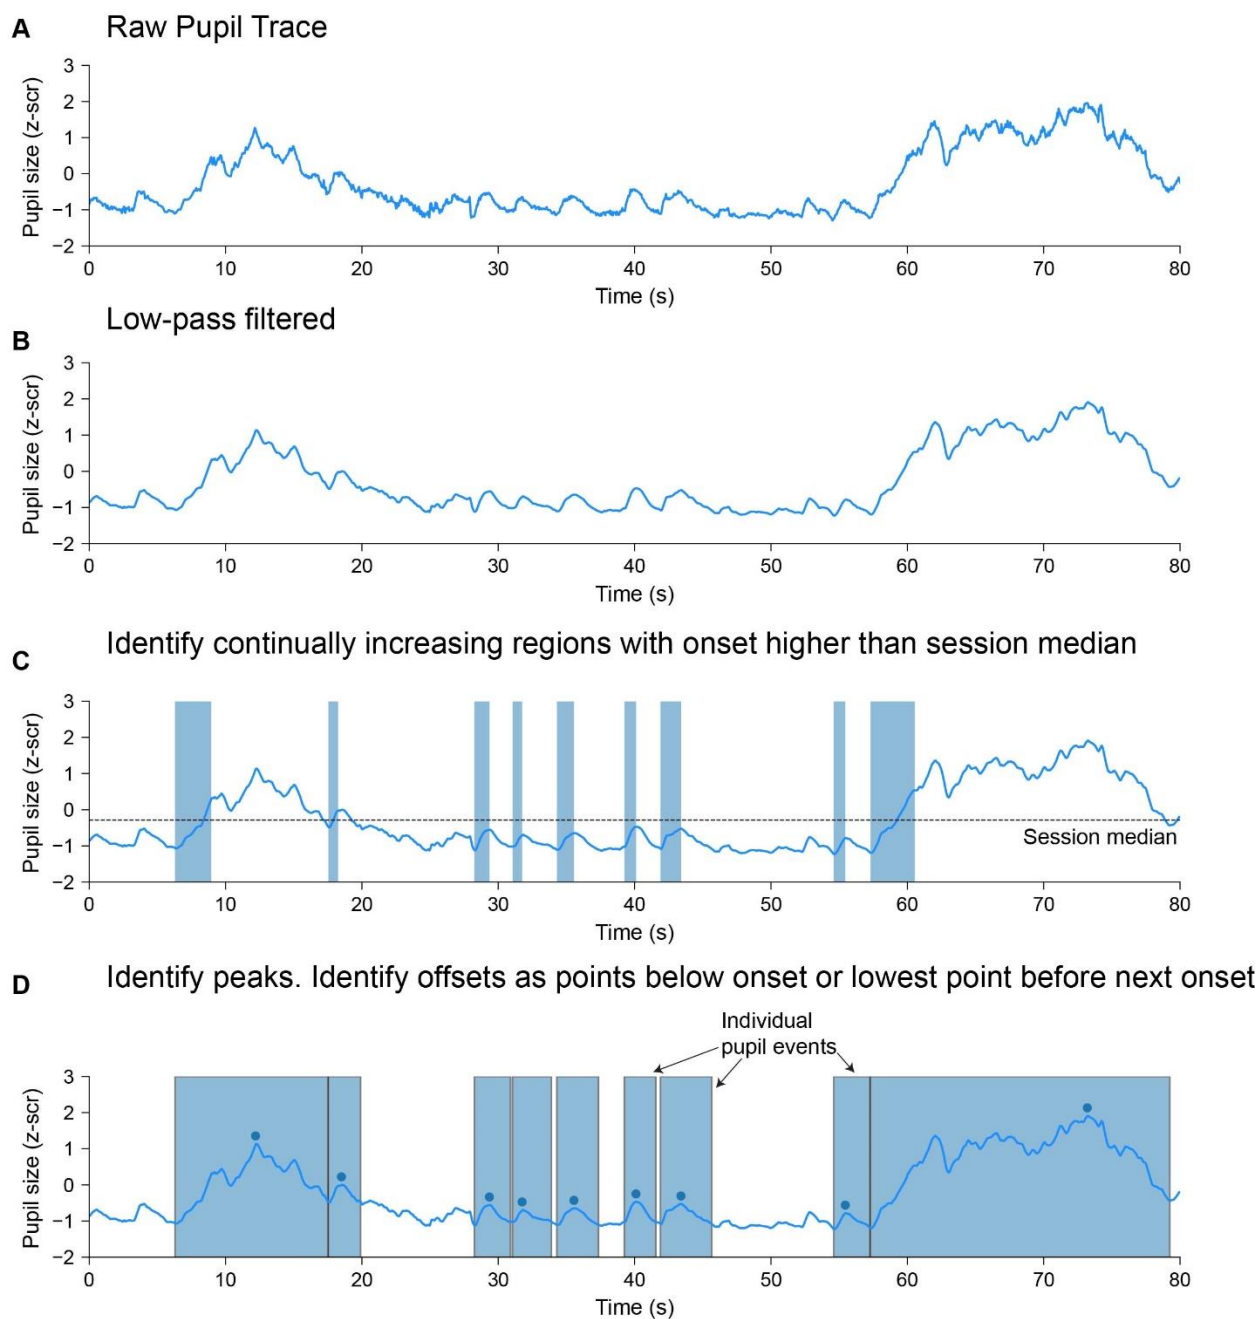 A Raw Pupil Trace
Pupil size (z-scr)
3
2
1
0
−1
−2
0 10 20 30 40 50 60 70 80
Time (s)
Low-pass filtered
B
Pupil size (z-scr)
3
2
1
0
−1
−2
0 10 20 30 40 50 60 70 80
Time (s)
Identify continually increasing regions with onset higher than session median
C
Pupil size (z-scr)
3
2
1
0
−1
−2
Session median
0 10 20 30 40 50 60 70 80
Time (s)
D Identify peaks. Identify offsets as points below onset or lowest point before next onset
Individual
pupil events
Pupil size (z-scr)
3
2
1
0
−1
−2
0 10 20 30 40 50 60 70 80
Time (s)